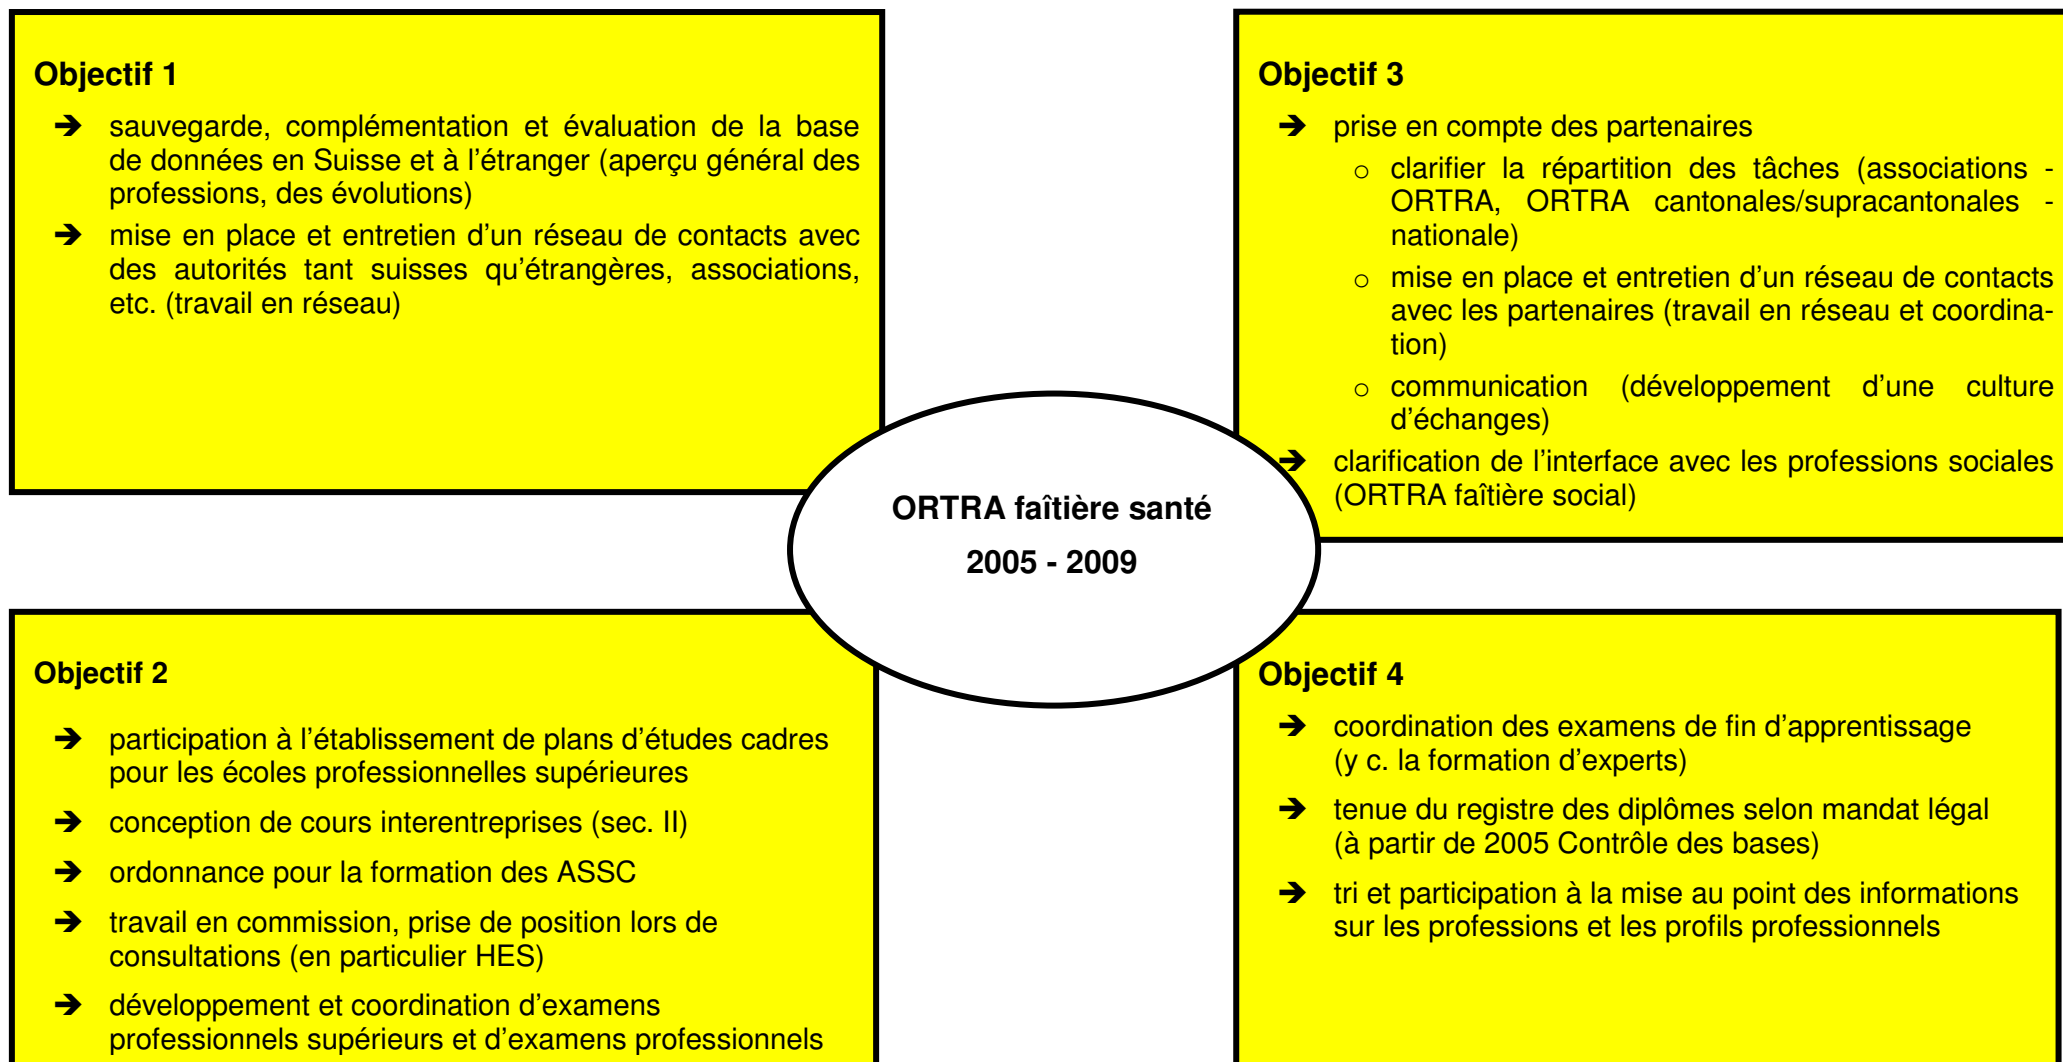 Objectif 1
➔ sauvegarde, complémentation et évaluation de la base
de données en Suisse et à l'étranger (aperçu général des
professions, des évolutions)
➔ mise en place et entretien d'un réseau de contacts avec
des autorités tant suisses qu'étrangères, associations,
etc. (travail en réseau)
Objectif 3
➔ prise en compte des partenaires
o clarifier la répartition des tâches (associations -
ORTRA, ORTRA cantonales/supracantonales -
nationale)
o mise en place et entretien d'un réseau de contacts
avec les partenaires (travail en réseau et coordina-
tion)
o communication (développement d'une culture
d'échanges)
➔ clarification de l'interface avec les professions sociales
(ORTRA faîtière social)
ORTRA faîtière santé
2005 - 2009
Objectif 2
➔ participation à l'établissement de plans d'études cadres
pour les écoles professionnelles supérieures
➔ conception de cours interentreprises (sec. II)
➔ ordonnance pour la formation des ASSC
➔ travail en commission, prise de position lors de
consultations (en particulier HES)
➔ développement et coordination d'examens
professionnels supérieurs et d'examens professionnels
Objectif 4
➔ coordination des examens de fin d'apprentissage
(y c. la formation d'experts)
➔ tenue du registre des diplômes selon mandat légal
(à partir de 2005 Contrôle des bases)
➔ tri et participation à la mise au point des informations
sur les professions et les profils professionnels